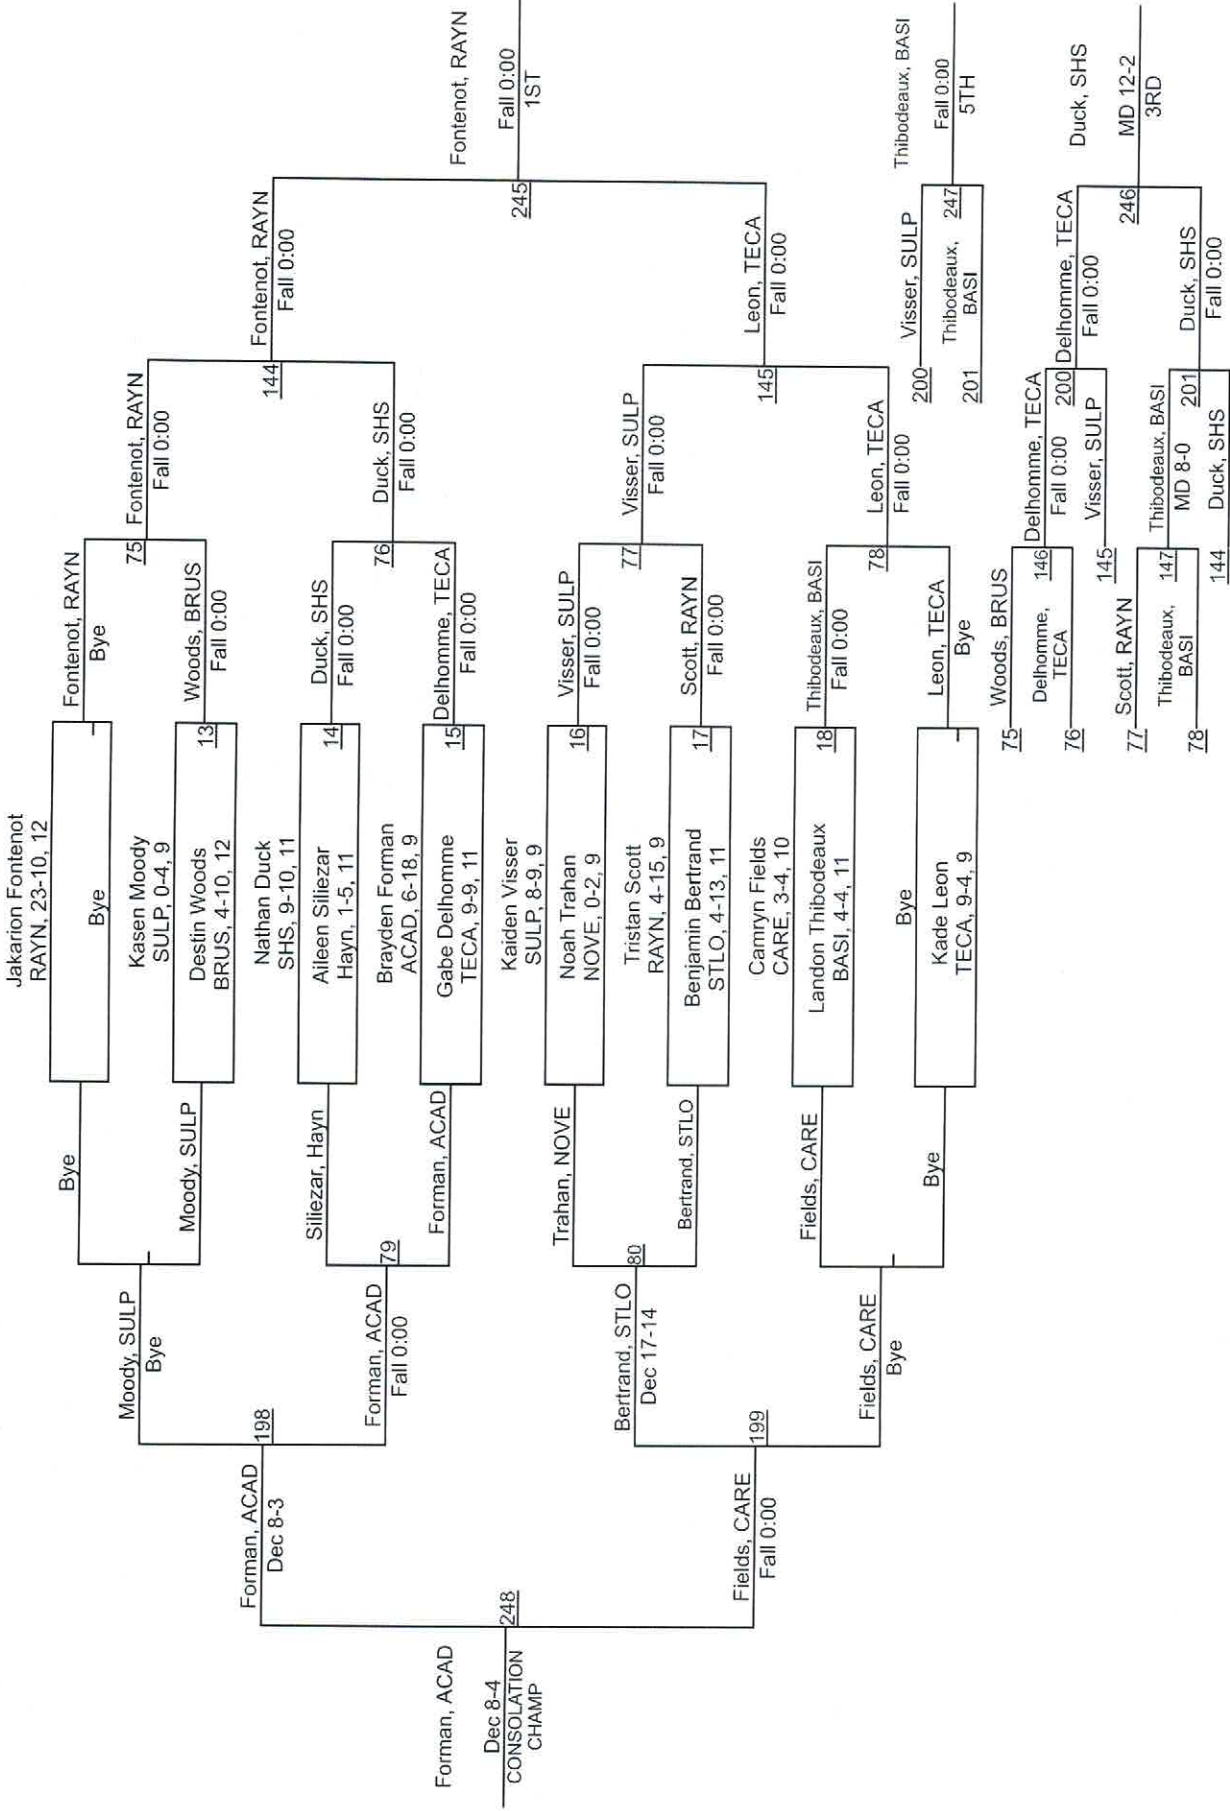 Jakarion Fontenot
RAYN, 23-10, 12
Bye
Kasen Moody
SULP, 0-4, 9
13
Destin Woods
BRUS, 4-10, 12
Nathan Duck
SHS, 9-10, 11
14
Aileen Siliezar
Hayn, 1-5, 11
Brayden Forman
ACAD, 6-18, 9
15
Gabe Delhomme
TECA, 9-9, 11
Kaiden Visser
SULP, 8-9, 9
16
Noah Trahan
NOVE, 0-2, 9
Tristan Scott
RAYN, 4-15, 9
17
Benjamin Bertrand
STLO, 4-13, 11
Camryn Fields
CARE, 3-4, 10
18
Landon Thibodeaux
BASI, 4-4, 11
Bye
Kade Leon
TECA, 9-4, 9
Fontenot, RAYN
Bye
75
Woods, BRUS
Fall 0:00
Duck, SHS
Fall 0:00
76
Delhomme, TECA
Fall 0:00
Visser, SULP
Fall 0:00
77
Scott, RAYN
Fall 0:00
Thibodeaux, BASI
Fall 0:00
78
Leon, TECA
Bye
Fontenot, RAYN
Fall 0:00
144
Duck, SHS
Fall 0:00
Visser, SULP
Fall 0:00
145
Leon, TECA
Fall 0:00
Fontenot, RAYN
Fall 0:00
245
Leon, TECA
Fall 0:00
Fontenot, RAYN
Fall 0:00
1ST
Bye
Moody, SULP
Siliezar, Hayn
79
Forman, ACAD
Trahan, NOVE
80
Bertrand, STLO
Fields, CARE
Bye
Moody, SULP
Bye
198
Forman, ACAD
Fall 0:00
Bertrand, STLO
Dec 17-14
199
Fields, CARE
Bye
Forman, ACAD
Dec 8-3
248
Fields, CARE
Fall 0:00
Forman, ACAD
Dec 8-4
CONSOLATION
CHAMP
200
Visser, SULP
247
Thibodeaux,
BASI
201
Thibodeaux, BASI
Fall 0:00
5TH
75
Woods, BRUS
146
Delhomme,
TECA
76
Delhomme, TECA
Fall 0:00
200
Visser, SULP
145
Delhomme, TECA
Fall 0:00
77
Scott, RAYN
147
Thibodeaux,
BASI
78
Thibodeaux, BASI
MD 8-0
201
Duck, SHS
144
Duck, SHS
Fall 0:00
246
Duck, SHS
MD 12-2
3RD